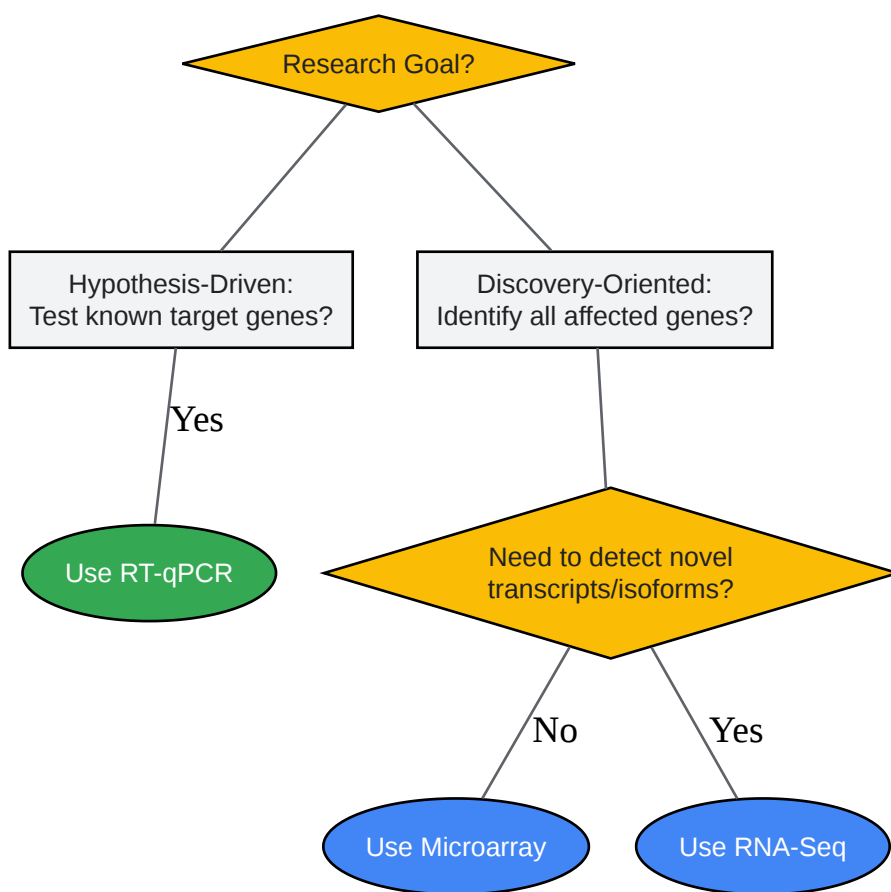 Research Goal?
Hypothesis-Driven:
Test known target genes?
Discovery-Oriented:
Identify all affected genes?
Yes
Use RT-qPCR
Need to detect novel
transcripts/isoforms?
No
Yes
Use Microarray
Use RNA-Seq